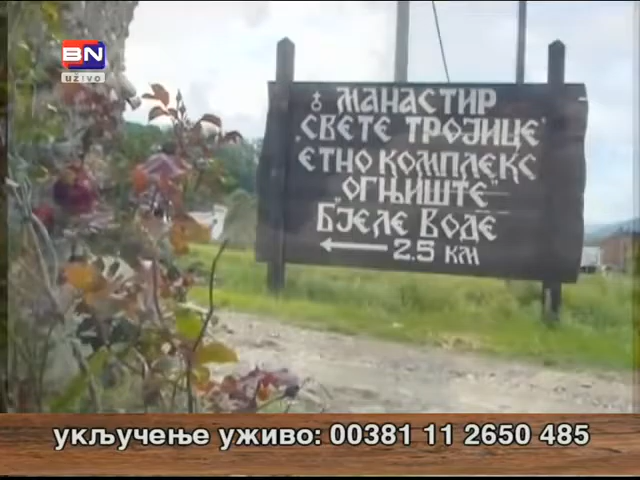 BN
uživo
МАНАСТИР
„СВЕТЕ ТРОЈИЦЕ“
„ЕТНО КОМПЛЕКС
ОГЊИШТЕ“
„БЈЕЛЕ ВОДЕ“
2.5 КМ
укључење уживо: 00381 11 2650 485